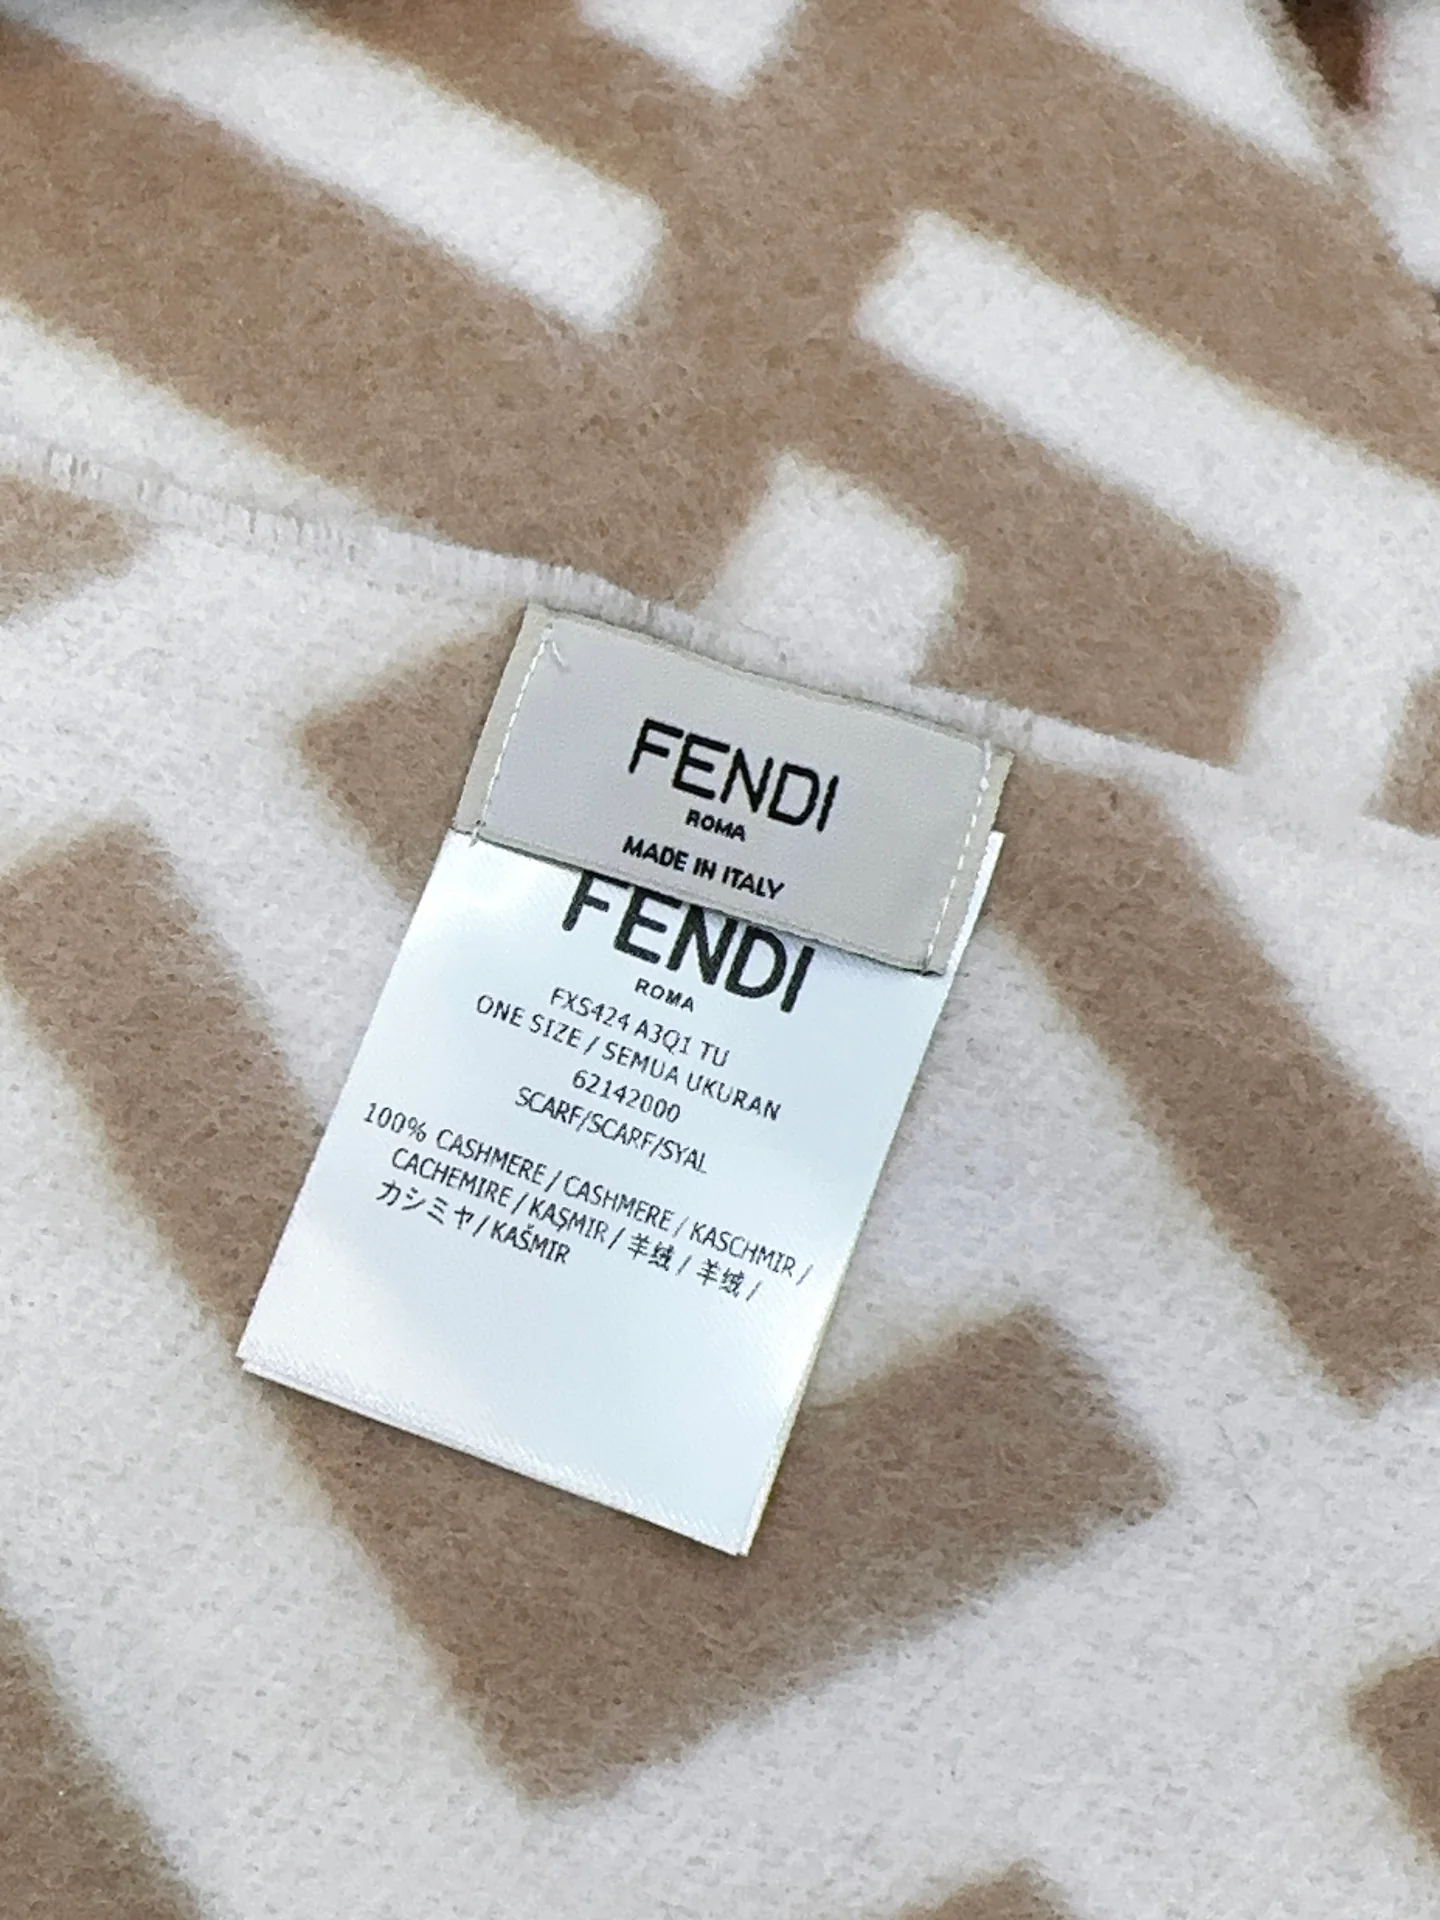 FENDI
ROMA
MADE IN ITALY
FENDI
ROMA
FXS424 A3Q1 TU
ONE SIZE / SEMUA UKURAN
62142000
SCARF/SCARF/SYAL
100% CASHMERE / CASHMERE / KASCHMIR /
CACHEMIRE / KAŞMIR / 羊绒 / 羊绒 /
カシミヤ / KAŠMIR